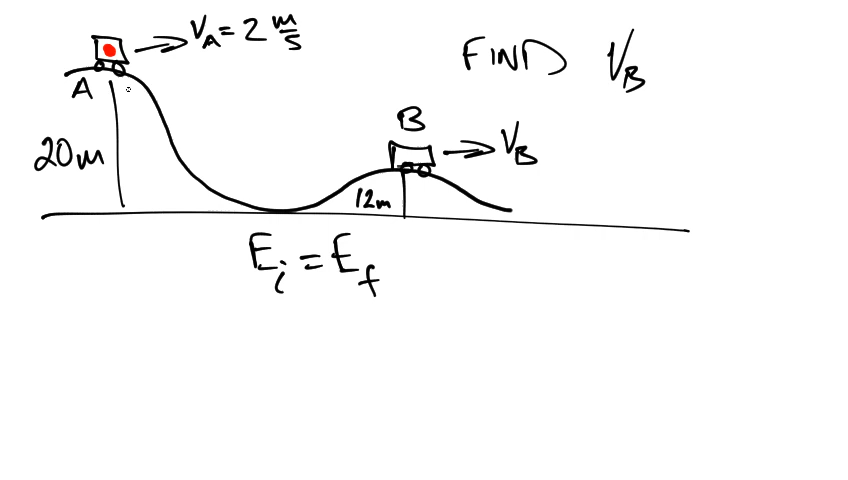 V_A = 2 m/s
FIND V_B
A
B
20m
V_B
12m
E_i = E_f